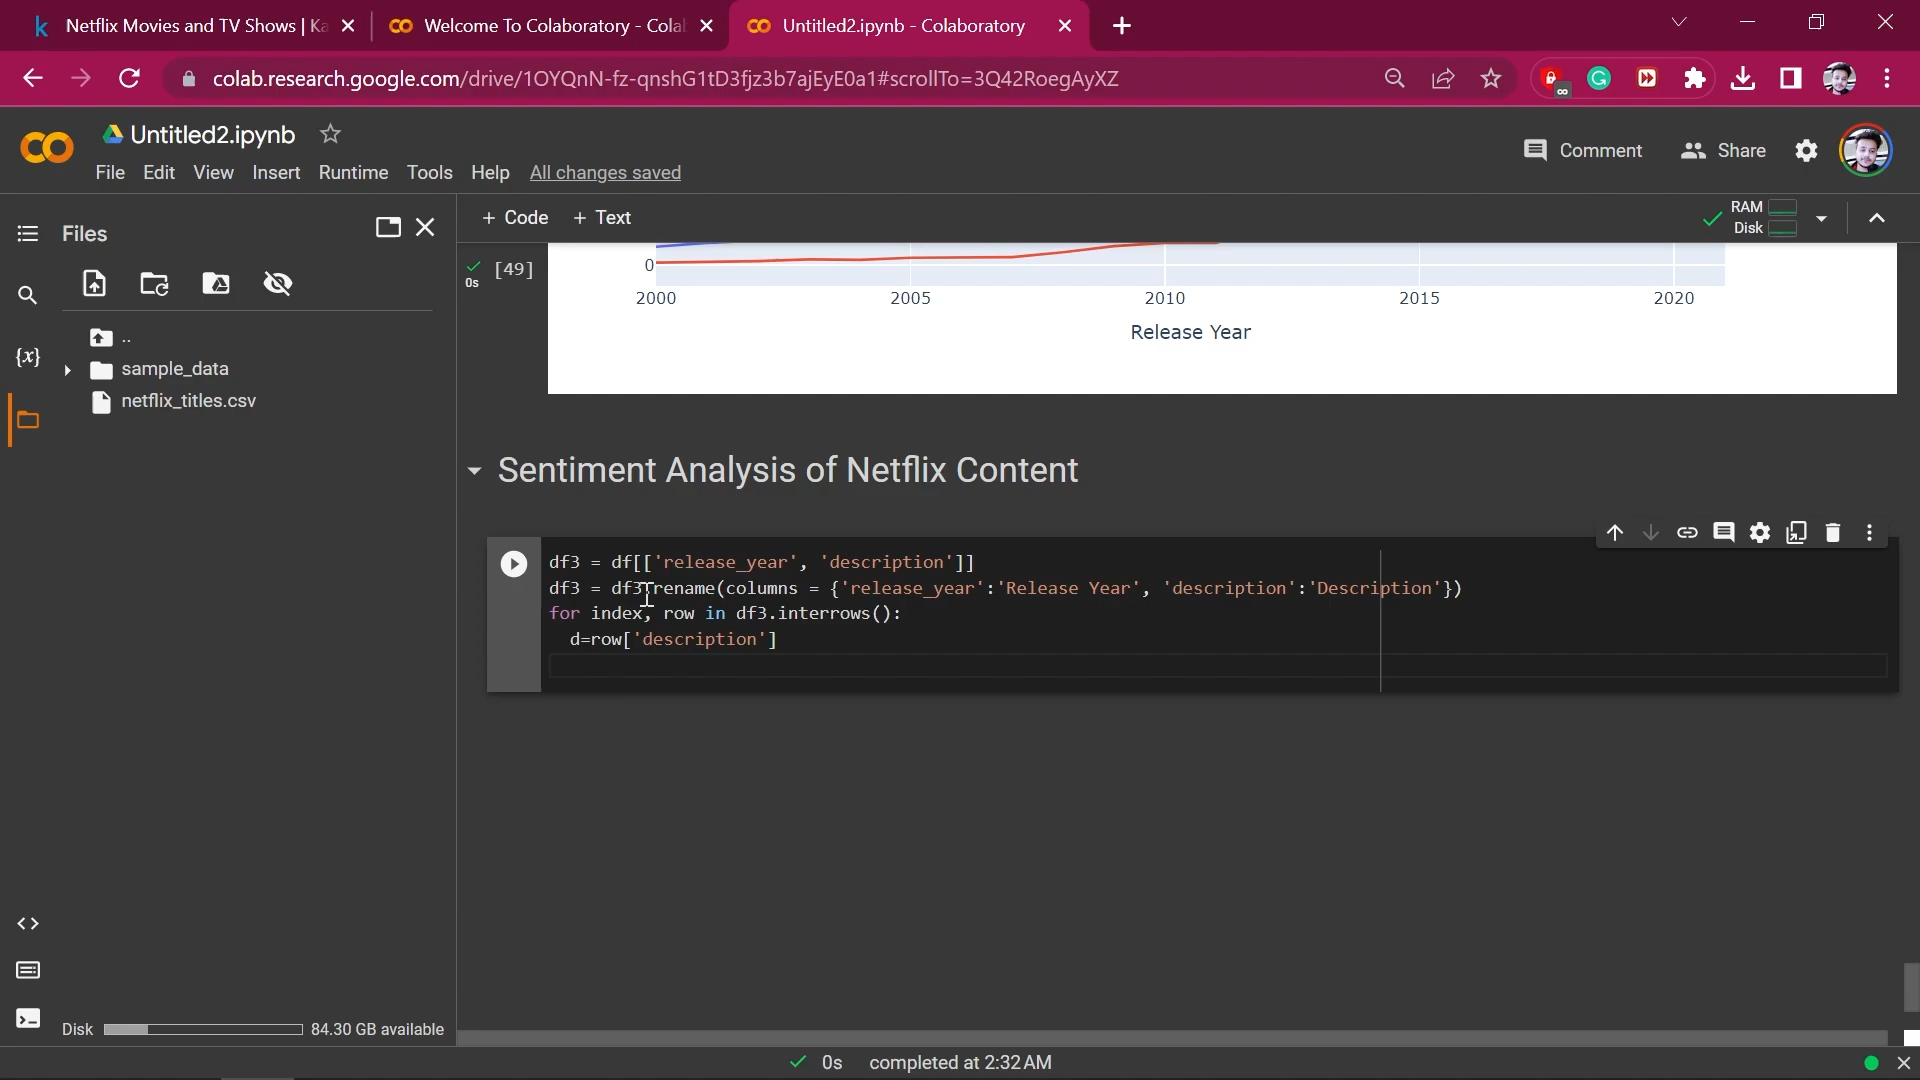 Netflix Movies and TV Shows | Ka
Welcome To Colaboratory - Colab
Untitled2.ipynb - Colaboratory
colab.research.google.com/drive/1OYQnN-fz-qnshG1tD3fjz3b7ajEyE0a1#scrollTo=3Q42RoegAyXZ
Untitled2.ipynb
File Edit View Insert Runtime Tools Help All changes saved
Comment Share
Files
+ Code + Text
RAM
Disk
sample_data
netflix_titles.csv
0s [49]
0
2000 2005 2010 2015 2020
Release Year
Sentiment Analysis of Netflix Content
df3 = df[['release_year', 'description']]
df3 = df3.rename(columns = {'release_year':'Release Year', 'description':'Description'})
for index, row in df3.interrows():
d=row['description']
Disk 84.30 GB available
0s completed at 2:32 AM